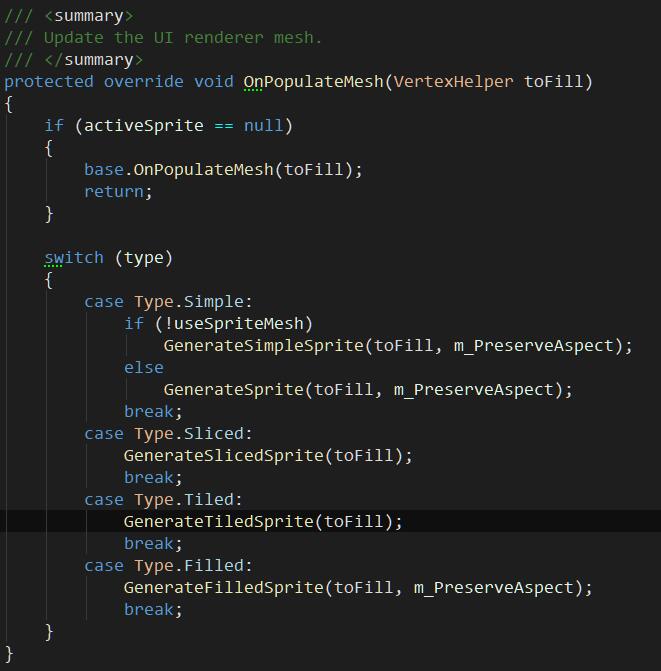 /// <summary>
/// Update the UI renderer mesh.
/// </summary>
protected override void OnPopulateMesh(VertexHelper toFill)
{
    if (activeSprite == null)
    {
        base.OnPopulateMesh(toFill);
        return;
    }

    switch (type)
    {
        case Type.Simple:
            if (!useSpriteMesh)
                GenerateSimpleSprite(toFill, m_PreserveAspect);
            else
                GenerateSprite(toFill, m_PreserveAspect);
            break;
        case Type.Sliced:
            GenerateSlicedSprite(toFill);
            break;
        case Type.Tiled:
            GenerateTiledSprite(toFill);
            break;
        case Type.Filled:
            GenerateFilledSprite(toFill, m_PreserveAspect);
            break;
    }
}